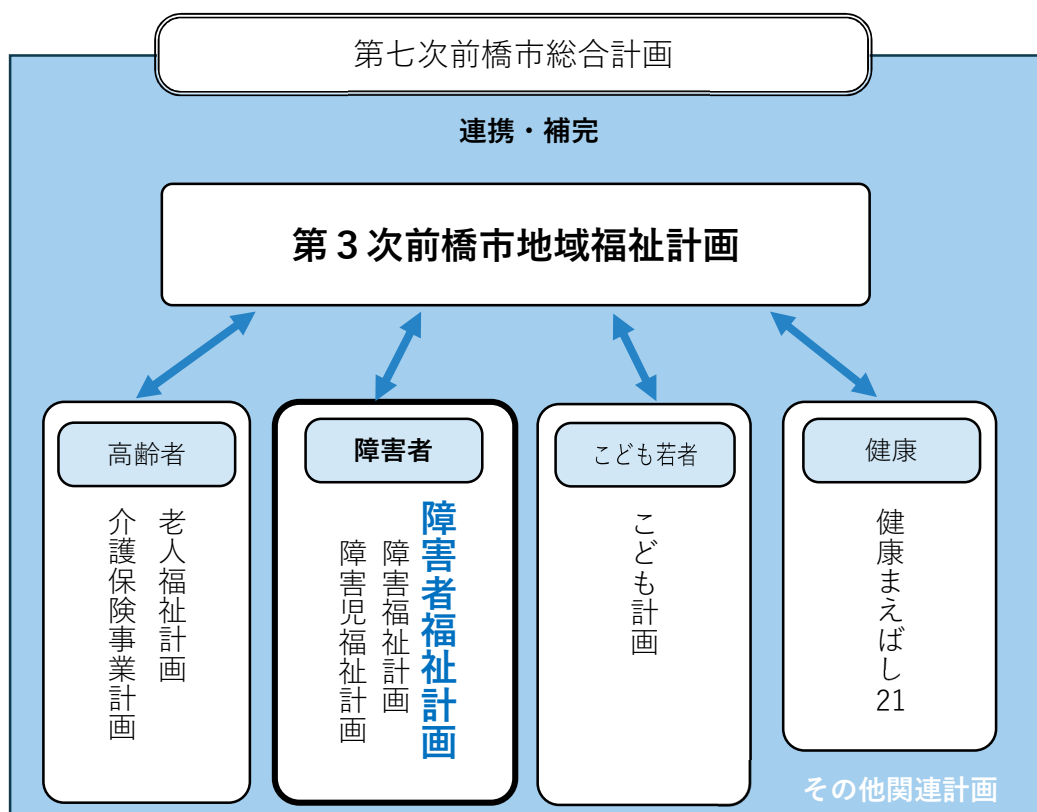 第七次前橋市総合計画
連携・補完
第３次前橋市地域福祉計画
高齢者
老人福祉計画
介護保険事業計画
障害者
障害者福祉計画
障害福祉計画
障害児福祉計画
こども若者
こども計画
健康
健康まえばし21
その他関連計画